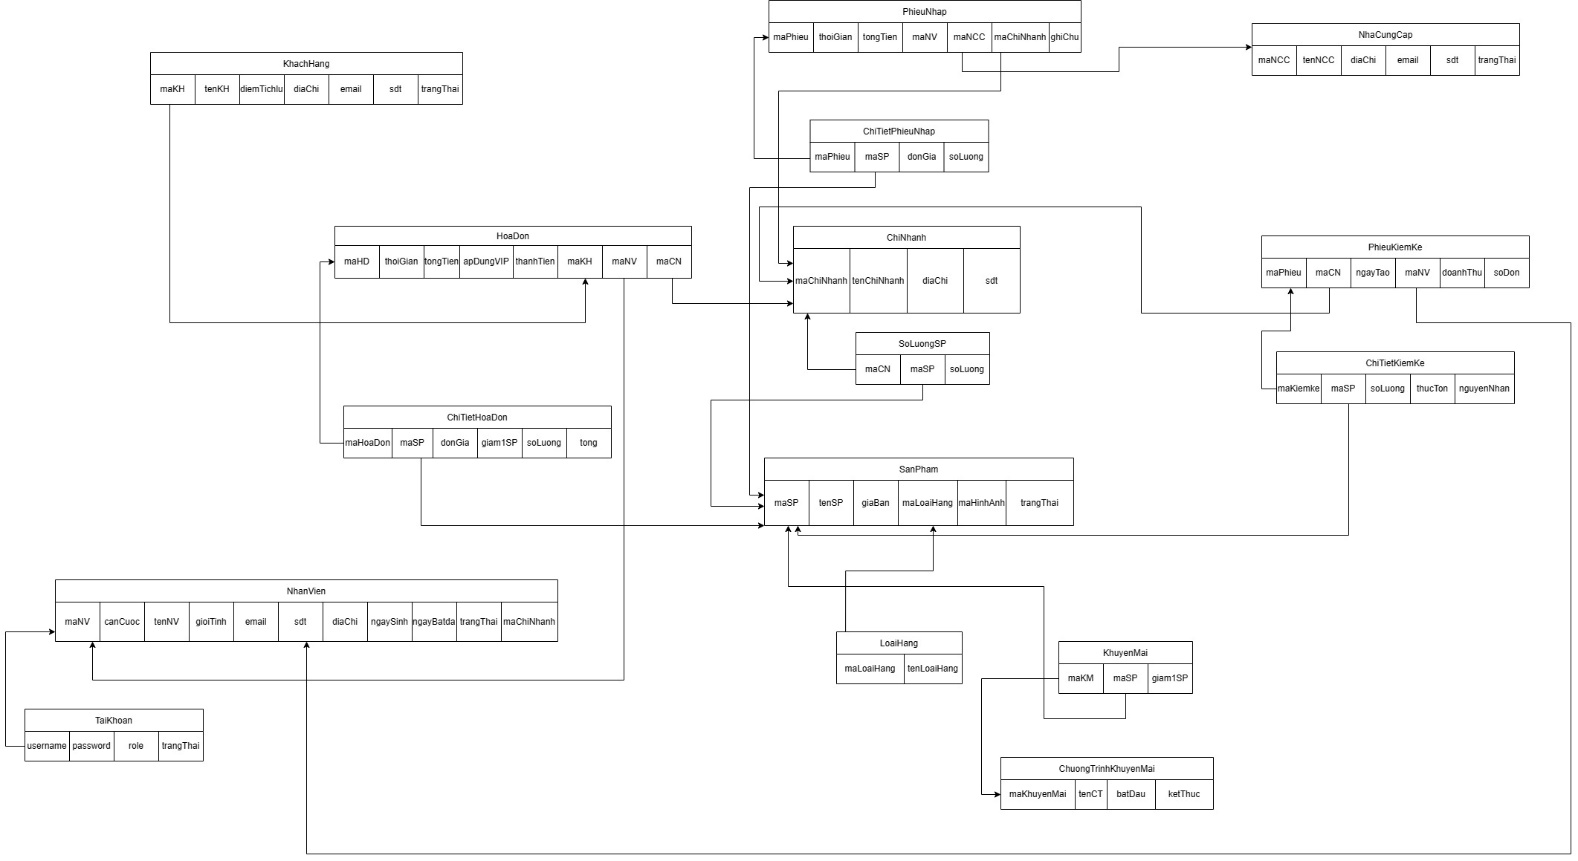 PhieuNhap
maPhieu thoiGian tongTien maNV maNCC maChiNhanh ghiChu
NhaCungCap
maNCC tenNCC diaChi email sdt trangThai
KhachHang
maKH tenKH diemTichlu diaChi email sdt trangThai
ChiTietPhieuNhap
maPhieu maSP donGia soLuong
HoaDon
maHD thoiGian tongTien apDungVIP thanhTien maKH maNV maCN
ChiNhanh
maChiNhanh tenChiNhanh diaChi sdt
PhieuKiemKe
maPhieu maCN ngayTao maNV doanhThu soDon
SoLuongSP
maCN maSP soLuong
ChiTietKiemKe
maKiemke maSP soLuong thucTon nguyenNhan
ChiTietHoaDon
maHoaDon maSP donGia giam1SP soLuong tong
SanPham
maSP tenSP giaBan maLoaiHang maHinhAnh trangThai
NhanVien
maNV canCuoc tenNV gioiTinh email sdt diaChi ngaySinh ngayBatda trangThai maChiNhanh
LoaiHang
maLoaiHang tenLoaiHang
KhuyenMai
maKM maSP giam1SP
TaiKhoan
username password role trangThai
ChuongTrinhKhuyenMai
maKhuyenMai tenCT batDau ketThuc